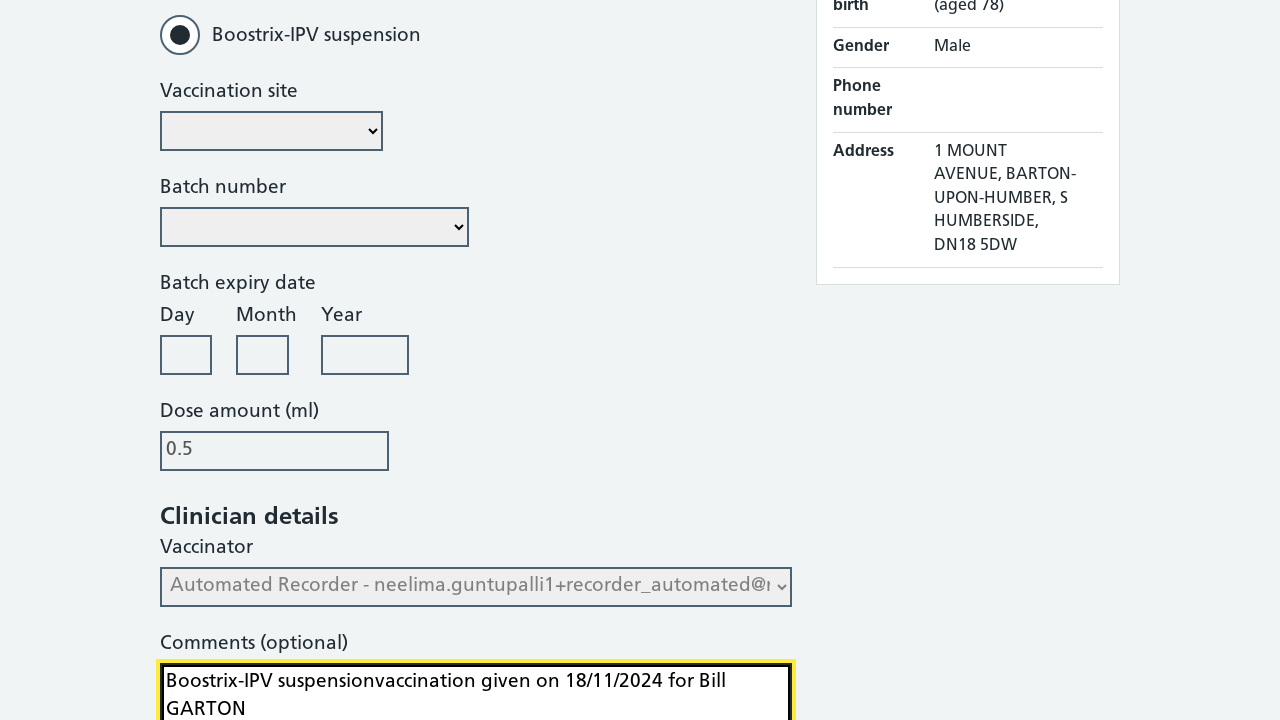 Boostrix-IPV suspension
Vaccination site
Batch number
Batch expiry date
Day Month Year
Dose amount (ml)
0.5
Clinician details
Vaccinator
Automated Recorder - neelima.guntupalli1+recorder_automated@
Comments (optional)
Boostrix-IPV suspensionvaccination given on 18/11/2024 for Bill
GARTON
birth (aged 78)
Gender Male
Phone
number
Address 1 MOUNT
AVENUE, BARTON-
UPON-HUMBER, S
HUMBERSIDE,
DN18 5DW